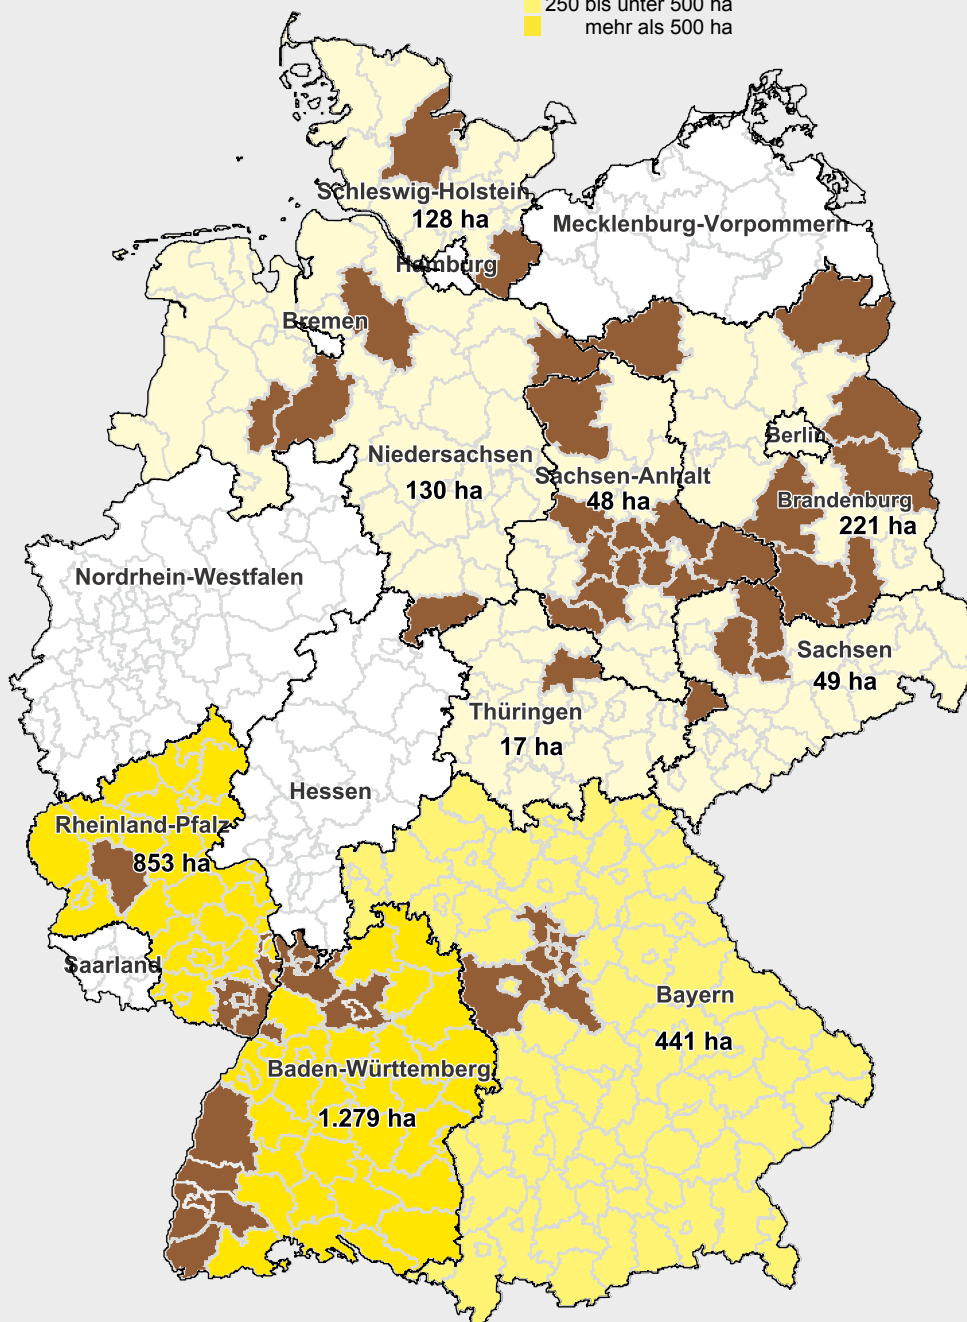 250 bis unter 500 ha
mehr als 500 ha
Schleswig-Holstein
128 ha
Mecklenburg-Vorpommern
Hamburg
Bremen
Niedersachsen
130 ha
Sachsen-Anhalt
48 ha
Berlin
Brandenburg
221 ha
Nordrhein-Westfalen
Sachsen
49 ha
Thüringen
17 ha
Hessen
Rheinland-Pfalz
853 ha
Saarland
Bayern
441 ha
Baden-Württemberg
1.279 ha